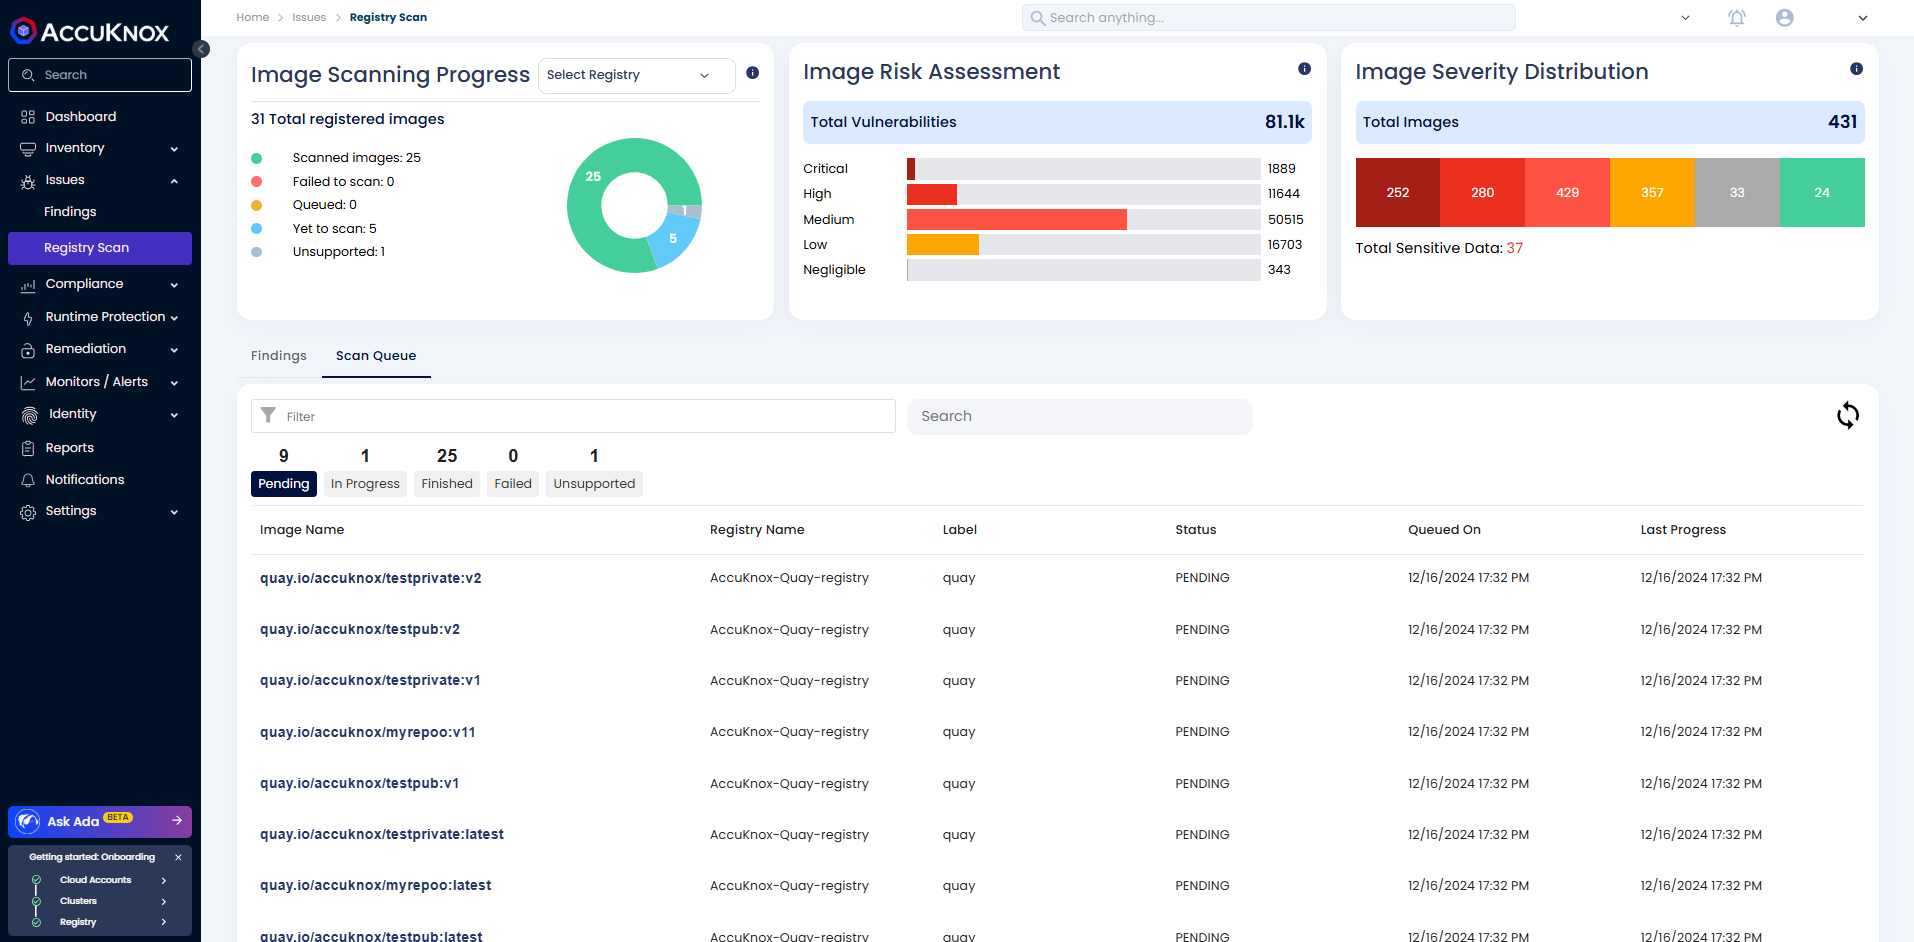 ACCUKNOX
Search
Dashboard
Inventory
Issues
Findings
Registry Scan
Compliance
Runtime Protection
Remediation
Monitors / Alerts
Identity
Reports
Notifications
Settings
Ask Ada BETA
Getting started: Onboarding
Cloud Accounts
Clusters
Registry
Home > Issues > Registry Scan
Search anything...
Image Scanning Progress
Select Registry
31 Total registered images
Scanned images: 25
Failed to scan: 0
Queued: 0
Yet to scan: 5
Unsupported: 1
25
1
5
Image Risk Assessment
Total Vulnerabilities 81.1k
Critical 1889
High 11644
Medium 50515
Low 16703
Negligible 343
Image Severity Distribution
Total Images 431
252 280 429 357 33 24
Total Sensitive Data: 37
Findings Scan Queue
Filter Search
9 1 25 0 1
Pending In Progress Finished Failed Unsupported
Image Name Registry Name Label Status Queued On Last Progress
quay.io/accuknox/testprivate:v2 AccuKnox-Quay-registry quay PENDING 12/16/2024 17:32 PM 12/16/2024 17:32 PM
quay.io/accuknox/testpub:v2 AccuKnox-Quay-registry quay PENDING 12/16/2024 17:32 PM 12/16/2024 17:32 PM
quay.io/accuknox/testprivate:v1 AccuKnox-Quay-registry quay PENDING 12/16/2024 17:32 PM 12/16/2024 17:32 PM
quay.io/accuknox/myrepoo:v11 AccuKnox-Quay-registry quay PENDING 12/16/2024 17:32 PM 12/16/2024 17:32 PM
quay.io/accuknox/testpub:v1 AccuKnox-Quay-registry quay PENDING 12/16/2024 17:32 PM 12/16/2024 17:32 PM
quay.io/accuknox/testprivate:latest AccuKnox-Quay-registry quay PENDING 12/16/2024 17:32 PM 12/16/2024 17:32 PM
quay.io/accuknox/myrepoo:latest AccuKnox-Quay-registry quay PENDING 12/16/2024 17:32 PM 12/16/2024 17:32 PM
quay.io/accuknox/testpub:latest AccuKnox-Quay-registry quay PENDING 12/16/2024 17:32 PM 12/16/2024 17:32 PM